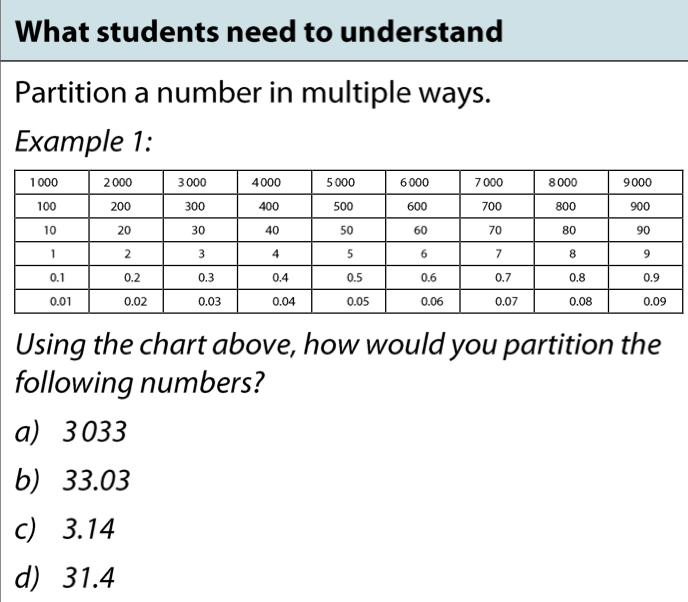 What students need to understand
Partition a number in multiple ways.
Example 1:
1 000 2 000 3 000 4 000 5 000 6 000 7 000 8 000 9 000
100 200 300 400 500 600 700 800 900
10 20 30 40 50 60 70 80 90
1 2 3 4 5 6 7 8 9
0.1 0.2 0.3 0.4 0.5 0.6 0.7 0.8 0.9
0.01 0.02 0.03 0.04 0.05 0.06 0.07 0.08 0.09
Using the chart above, how would you partition the
following numbers?
a) 3 033
b) 33.03
c) 3.14
d) 31.4